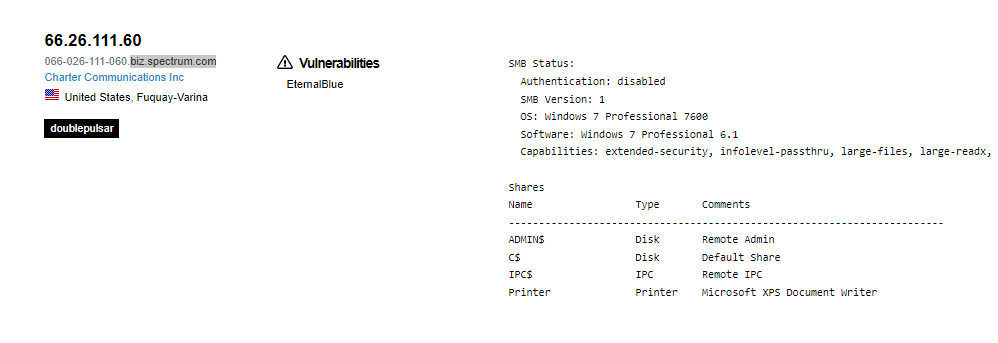 66.26.111.60
066-026-111-060.biz.spectrum.com
Charter Communications Inc
United States, Fuquay-Varina
doublepulsar
Vulnerabilities
EternalBlue
SMB Status:
Authentication: disabled
SMB Version: 1
OS: Windows 7 Professional 7600
Software: Windows 7 Professional 6.1
Capabilities: extended-security, infolevel-passthru, large-files, large-readx,
Shares
Name Type Comments
------------------------------------------------------------------------
ADMIN$ Disk Remote Admin
C$ Disk Default Share
IPC$ IPC Remote IPC
Printer Printer Microsoft XPS Document Writer